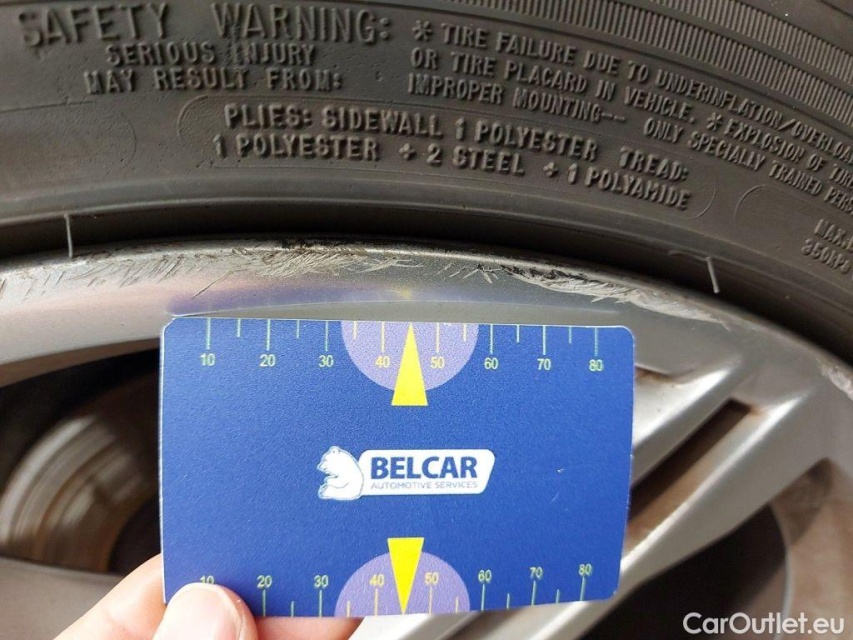 SAFETY WARNING:
SERIOUS INJURY
MAY RESULT FROM:
* TIRE FAILURE DUE TO UNDERINFLATION/OVERLOA
OR TIRE PLACARD IN VEHICLE. * EXPLOSION OF TIRE
IMPROPER MOUNTING-- ONLY SPECIALLY TRAINED PERS
PLIES: SIDEWALL 1 POLYESTER TREAD:
1 POLYESTER + 2 STEEL + 1 POLYAMIDE
MAX.
350KP
10 20 30 40 50 60 70 80
BELCAR
AUTOMOTIVE SERVICES
10 20 30 40 50 60 70 80
CarOutlet.eu